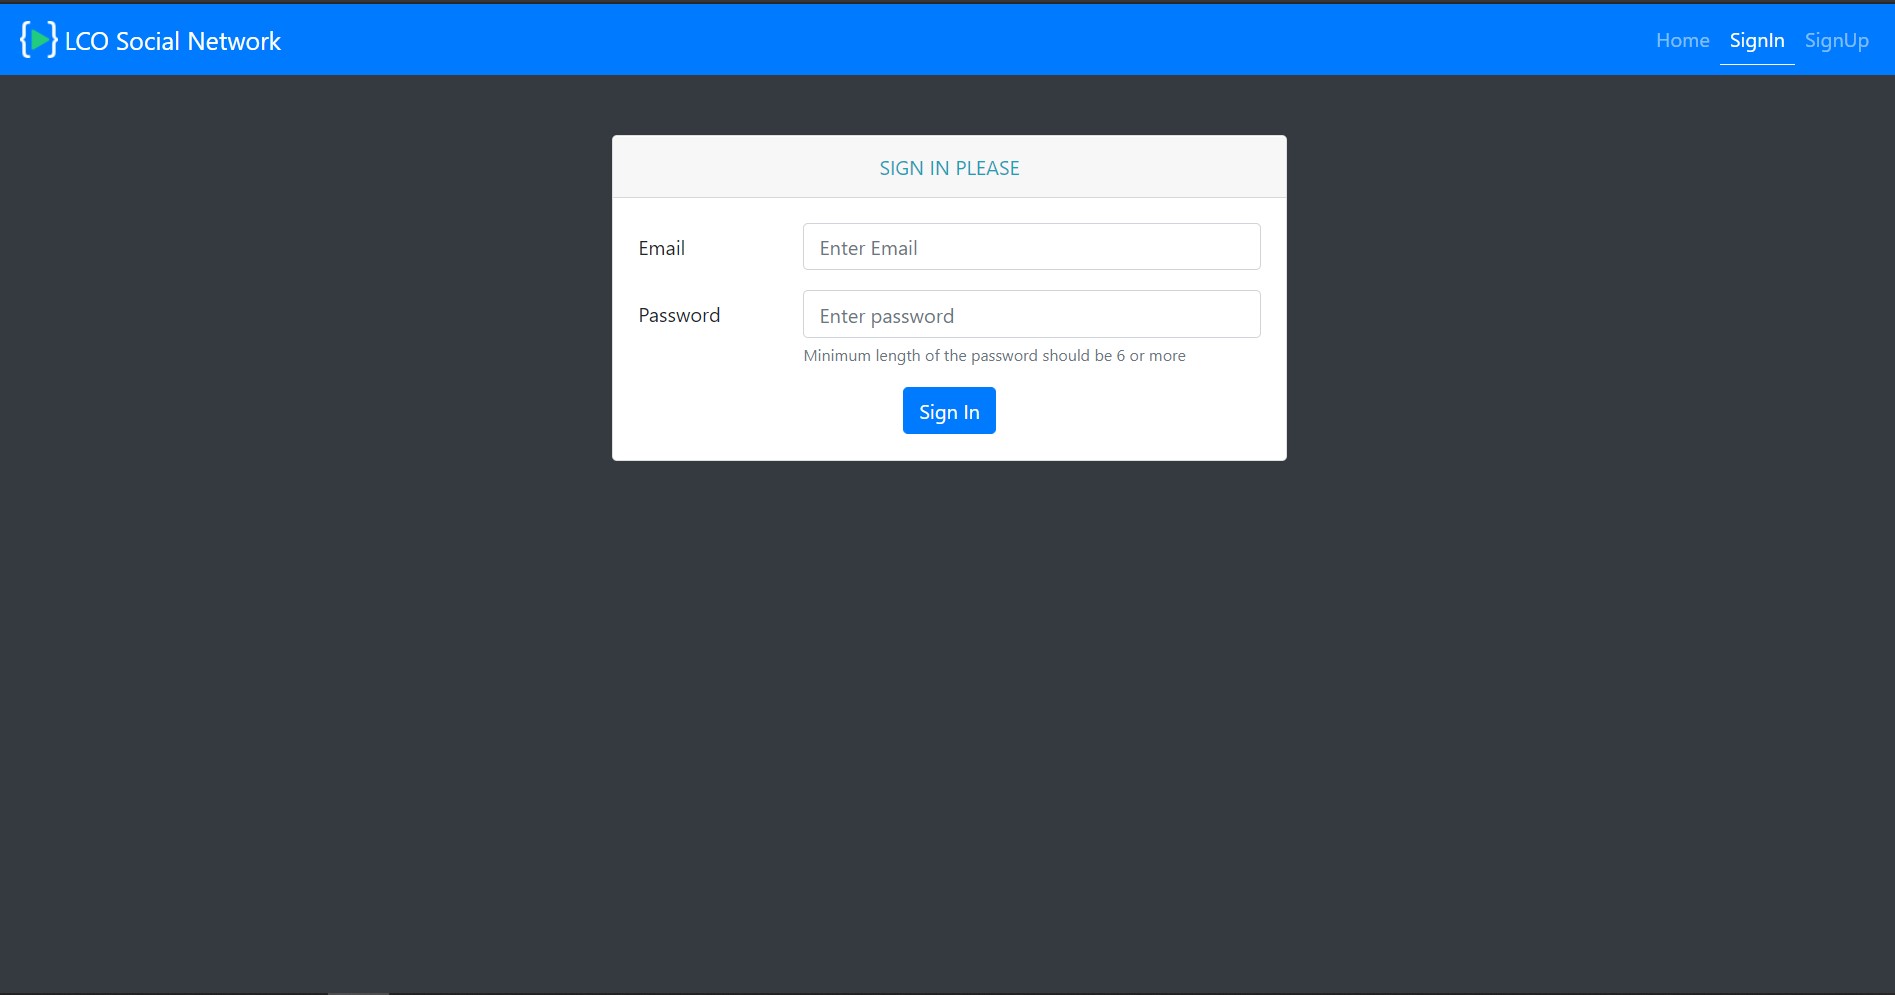 LCO Social Network
Home SignIn SignUp
SIGN IN PLEASE
Email
Enter Email
Password
Enter password
Minimum length of the password should be 6 or more
Sign In